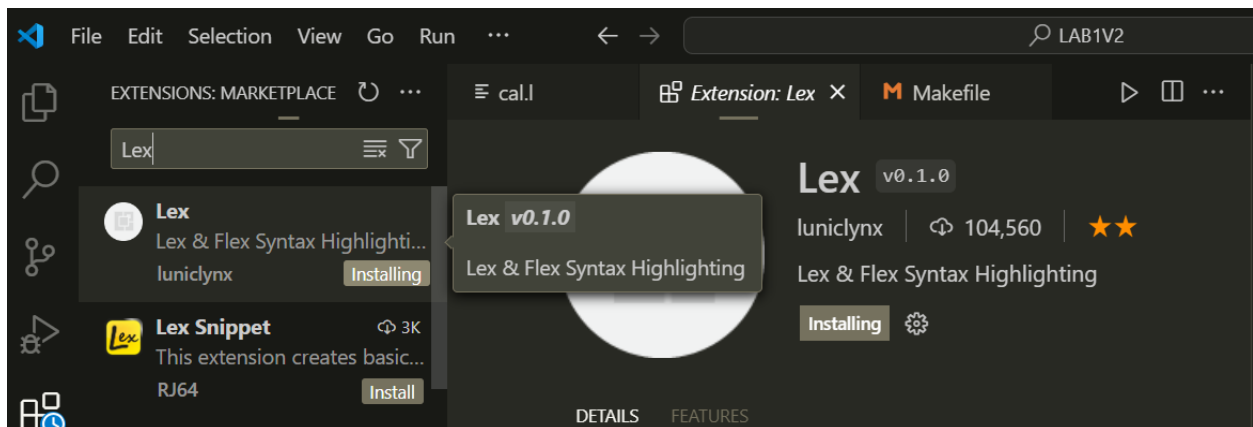 File Edit Selection View Go Run ··· LAB1V2
EXTENSIONS: MARKETPLACE ···
cal.l Extension: Lex Makefile ···
Lex
Lex
Lex & Flex Syntax Highlighti...
luniclynx Installing
Lex Snippet 3K
This extension creates basic...
RJ64 Install
Lex v0.1.0
Lex & Flex Syntax Highlighting
Lex v0.1.0
luniclynx 104,560
Lex & Flex Syntax Highlighting
Installing
DETAILS FEATURES
Lex